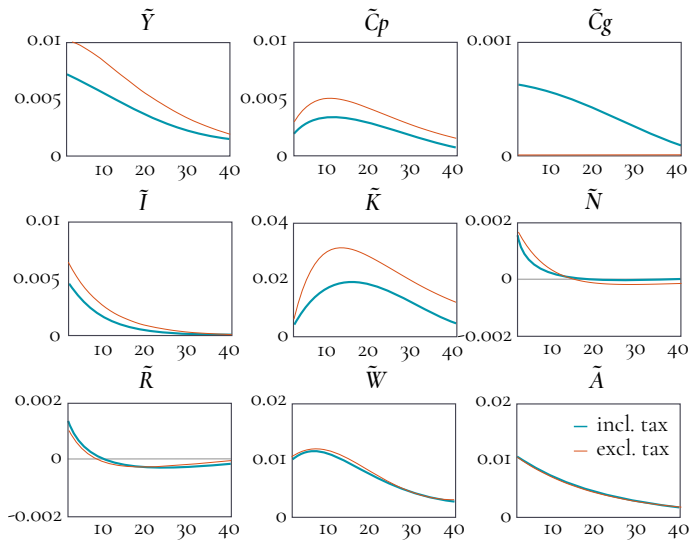 Ỹ C̃p C̃g
0.01 0.01 0.001
0.005 0.005
0 0 0
10 20 30 40 10 20 30 40 10 20 30 40
Ĩ K̃ Ñ
0.01 0.04 0.002
0.005 0.02 0
0 0 -0.002
10 20 30 40 10 20 30 40 10 20 30 40
R̃ W̃ Ã
0.002 0.02 0.02
incl. tax
excl. tax
0 0.01 0.01
-0.002 0 0
10 20 30 40 10 20 30 40 10 20 30 40